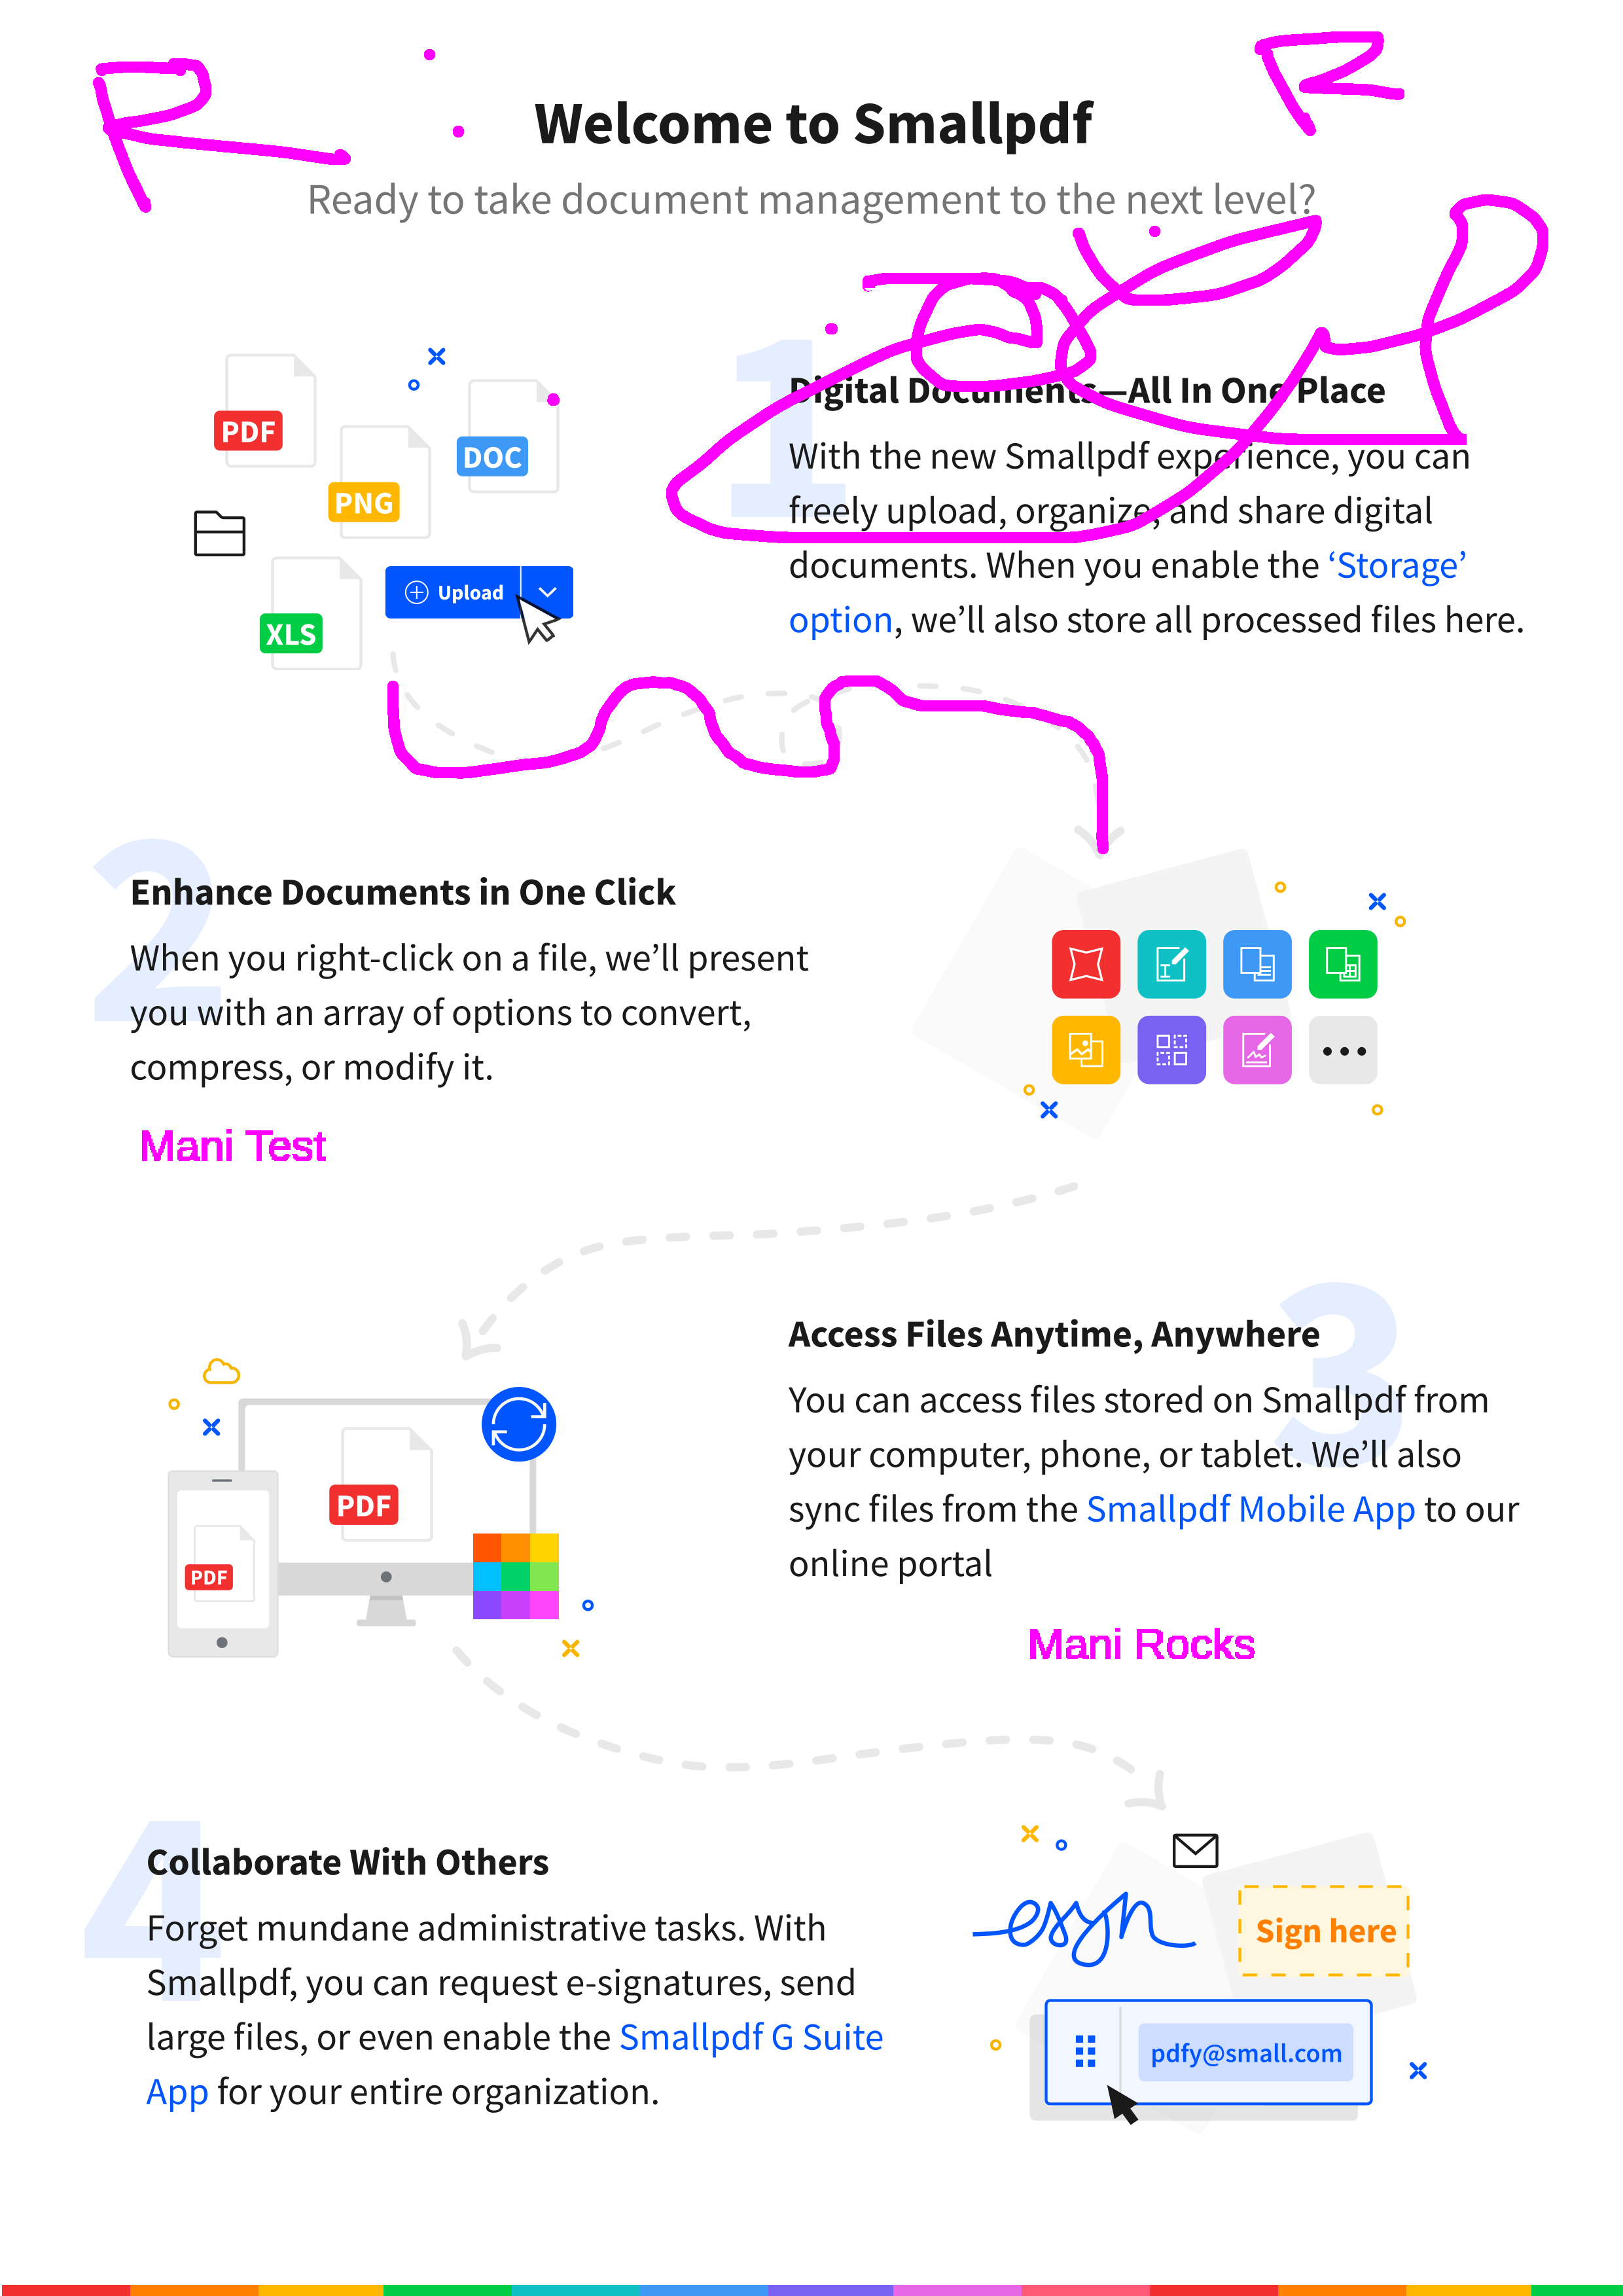 Welcome to Smallpdf
Ready to take document management to the next level?
PDF
PNG
DOC
XLS
Upload
1
Digital Documents—All In One Place
With the new Smallpdf experience, you can
freely upload, organize, and share digital
documents. When you enable the ‘Storage’
option, we’ll also store all processed files here.
2
Enhance Documents in One Click
When you right-click on a file, we’ll present
you with an array of options to convert,
compress, or modify it.
Mani Test
3
Access Files Anytime, Anywhere
You can access files stored on Smallpdf from
your computer, phone, or tablet. We’ll also
sync files from the Smallpdf Mobile App to our
online portal
PDF
PDF
Mani Rocks
4
Collaborate With Others
Forget mundane administrative tasks. With
Smallpdf, you can request e-signatures, send
large files, or even enable the Smallpdf G Suite
App for your entire organization.
Sign here
pdfy@small.com